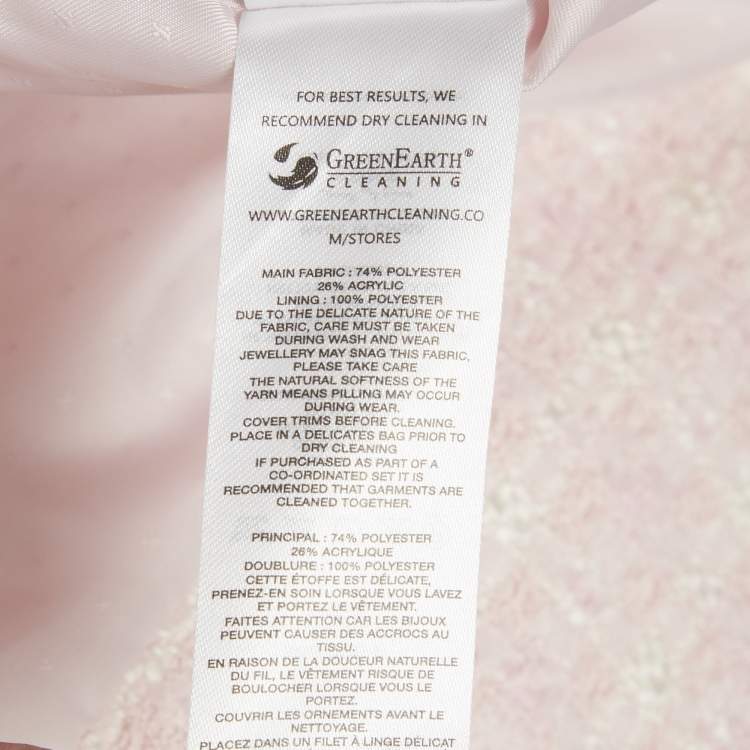 FOR BEST RESULTS, WE
RECOMMEND DRY CLEANING IN
GREENEARTH®
CLEANING
WWW.GREENEARTHCLEANING.CO
M/STORES
MAIN FABRIC : 74% POLYESTER
26% ACRYLIC
LINING : 100% POLYESTER
DUE TO THE DELICATE NATURE OF THE
FABRIC, CARE MUST BE TAKEN
DURING WASH AND WEAR
JEWELLERY MAY SNAG THIS FABRIC,
PLEASE TAKE CARE
THE NATURAL SOFTNESS OF THE
YARN MEANS PILLING MAY OCCUR
DURING WEAR.
COVER TRIMS BEFORE CLEANING.
PLACE IN A DELICATES BAG PRIOR TO
DRY CLEANING
IF PURCHASED AS PART OF A
CO-ORDINATED SET IT IS
RECOMMENDED THAT GARMENTS ARE
CLEANED TOGETHER.
PRINCIPAL : 74% POLYESTER
26% ACRYLIQUE
DOUBLURE : 100% POLYESTER
CETTE ÉTOFFE EST DÉLICATE,
PRENEZ-EN SOIN LORSQUE VOUS LAVEZ
ET PORTEZ LE VÊTEMENT.
FAITES ATTENTION CAR LES BIJOUX
PEUVENT CAUSER DES ACCROCS AU
TISSU.
EN RAISON DE LA DOUCEUR NATURELLE
DU FIL, LE VÊTEMENT RISQUE DE
BOULOCHER LORSQUE VOUS LE
PORTEZ.
COUVRIR LES ORNEMENTS AVANT LE
NETTOYAGE.
PLACEZ DANS UN FILET À LINGE DÉLICAT